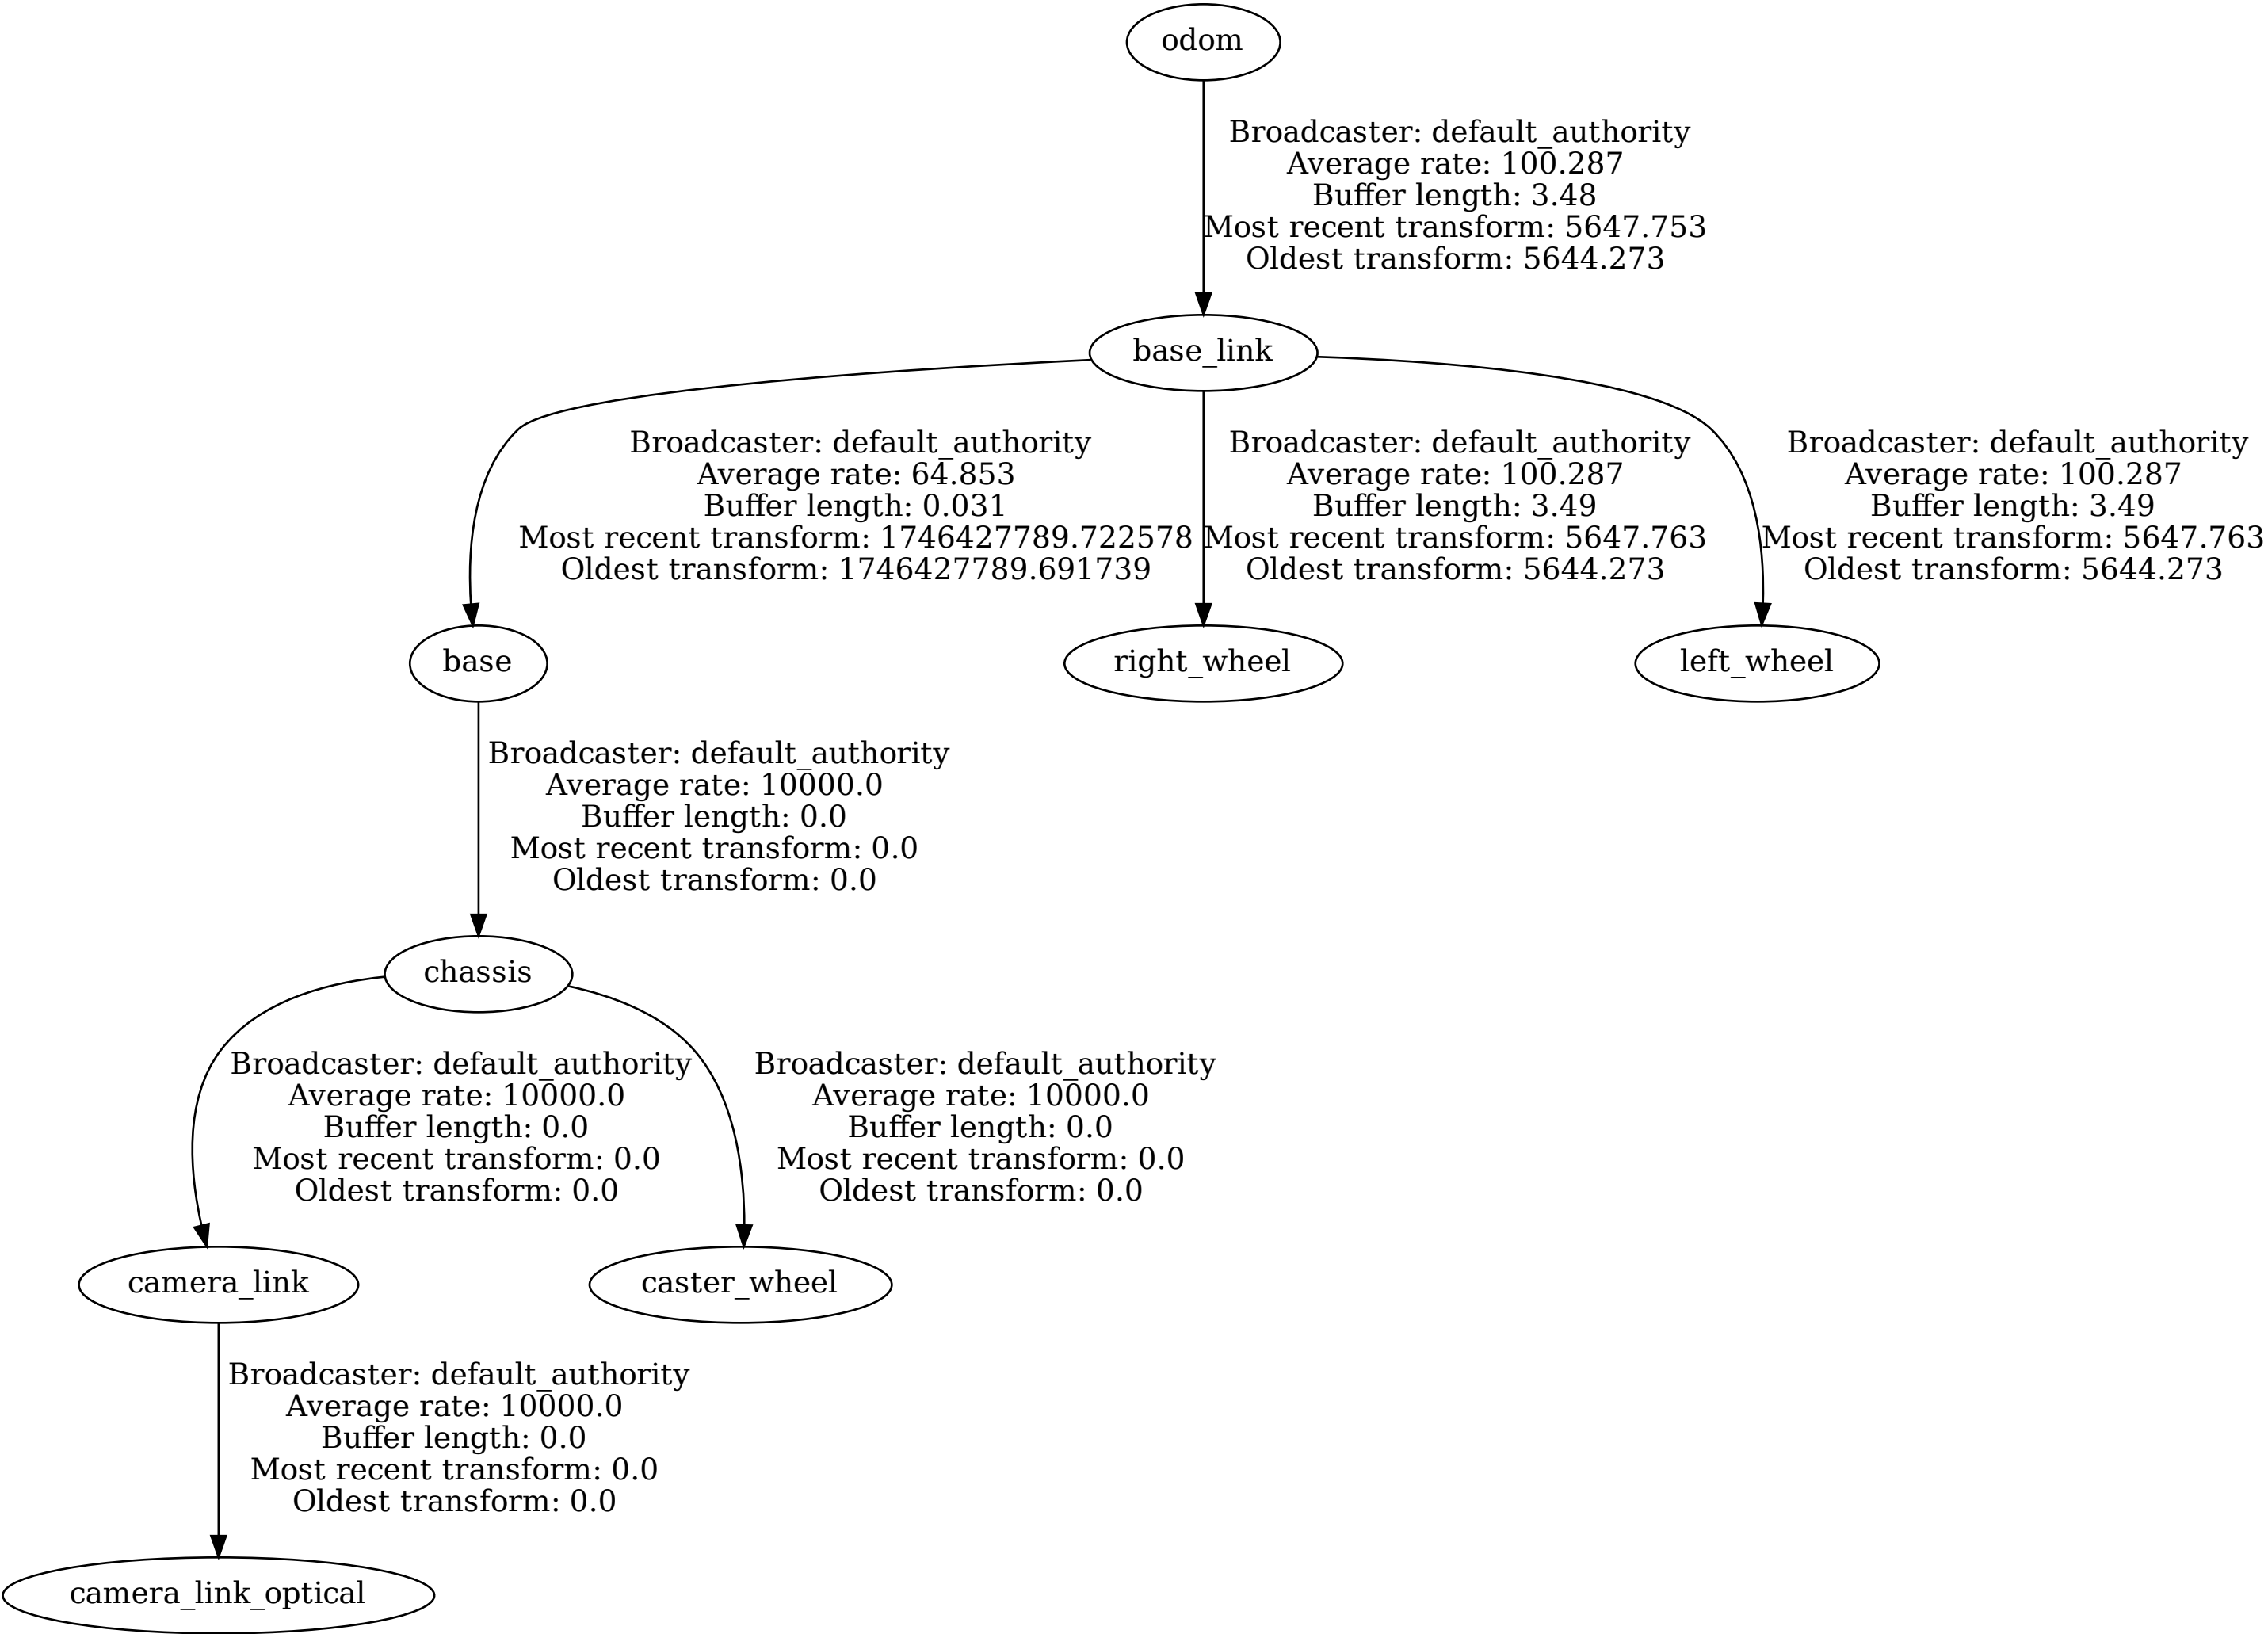 odom
Broadcaster: default_authority
Average rate: 100.287
Buffer length: 3.48
Most recent transform: 5647.753
Oldest transform: 5644.273
base_link
Broadcaster: default_authority
Average rate: 64.853
Buffer length: 0.031
Most recent transform: 1746427789.722578
Oldest transform: 1746427789.691739
Broadcaster: default_authority
Average rate: 100.287
Buffer length: 3.49
Most recent transform: 5647.763
Oldest transform: 5644.273
Broadcaster: default_authority
Average rate: 100.287
Buffer length: 3.49
Most recent transform: 5647.763
Oldest transform: 5644.273
base
right_wheel
left_wheel
Broadcaster: default_authority
Average rate: 10000.0
Buffer length: 0.0
Most recent transform: 0.0
Oldest transform: 0.0
chassis
Broadcaster: default_authority
Average rate: 10000.0
Buffer length: 0.0
Most recent transform: 0.0
Oldest transform: 0.0
Broadcaster: default_authority
Average rate: 10000.0
Buffer length: 0.0
Most recent transform: 0.0
Oldest transform: 0.0
camera_link
caster_wheel
Broadcaster: default_authority
Average rate: 10000.0
Buffer length: 0.0
Most recent transform: 0.0
Oldest transform: 0.0
camera_link_optical